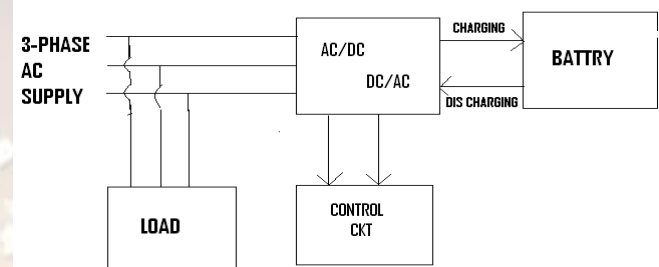 3-PHASE
AC
SUPPLY
AC/DC
DC/AC
CHARGING
BATTRY
DIS CHARGING
LOAD
CONTROL
CKT